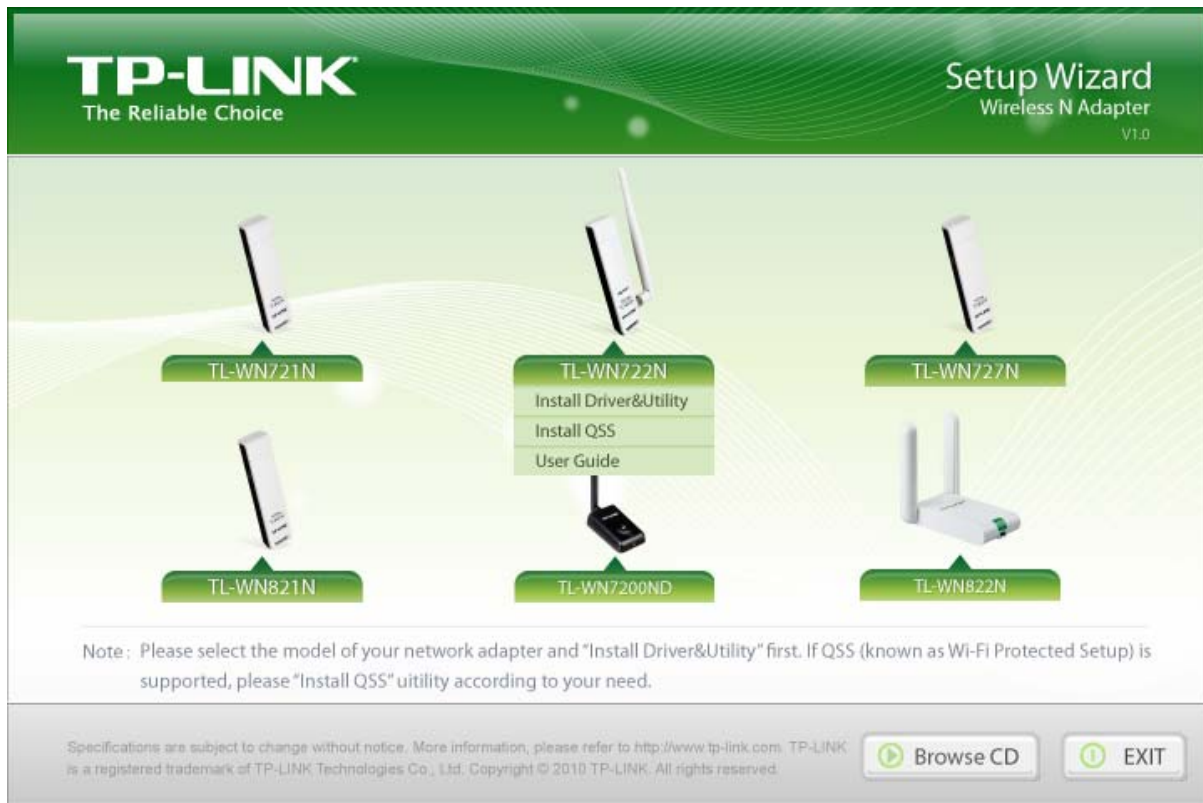 TP-LINK
The Reliable Choice
Setup Wizard
Wireless N Adapter
V1.0
TL-WN721N
TL-WN722N
TL-WN727N
Install Driver&Utility
Install QSS
User Guide
TL-WN821N
TL-WN7200ND
TL-WN822N
Note : Please select the model of your network adapter and "Install Driver&Utility" first. If QSS (known as Wi-Fi Protected Setup) is
supported, please "Install QSS" uitility according to your need.
Specifications are subject to change without notice. More information, please refer to http://www.tp-link.com. TP-LINK
is a registered trademark of TP-LINK Technologies Co., Ltd. Copyright © 2010 TP-LINK. All rights reserved.
Browse CD
EXIT